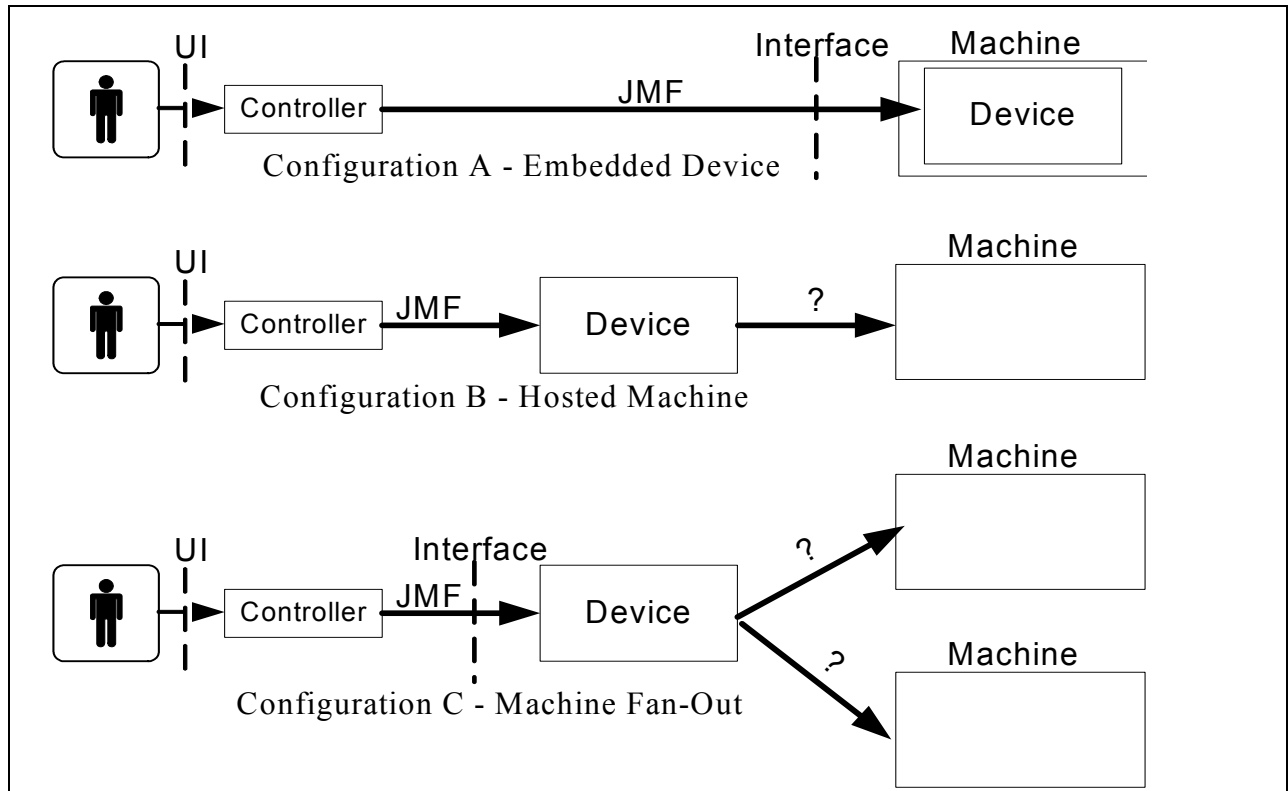 UI
Interface
Machine
Controller
JMF
Device
Configuration A - Embedded Device
UI
Machine
Controller
JMF
Device
?
Configuration B - Hosted Machine
Machine
UI
Interface
Controller
JMF
Device
?
?
Machine
Configuration C - Machine Fan-Out